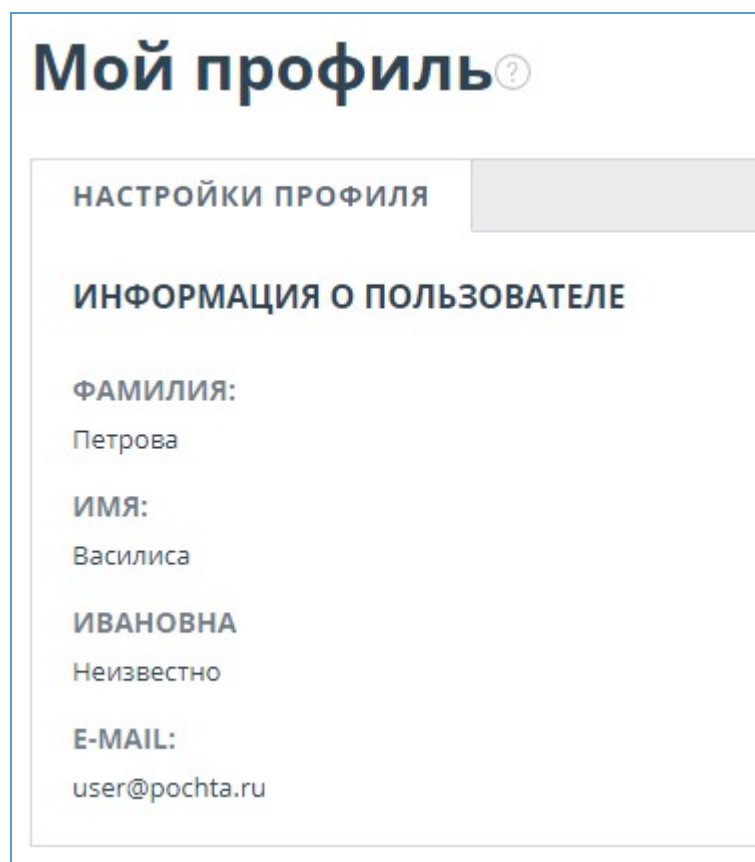 Мой профиль ?
НАСТРОЙКИ ПРОФИЛЯ
ИНФОРМАЦИЯ О ПОЛЬЗОВАТЕЛЕ
ФАМИЛИЯ:
Петрова
ИМЯ:
Василиса
ИВАНОВНА
Неизвестно
E-MAIL:
user@pochta.ru